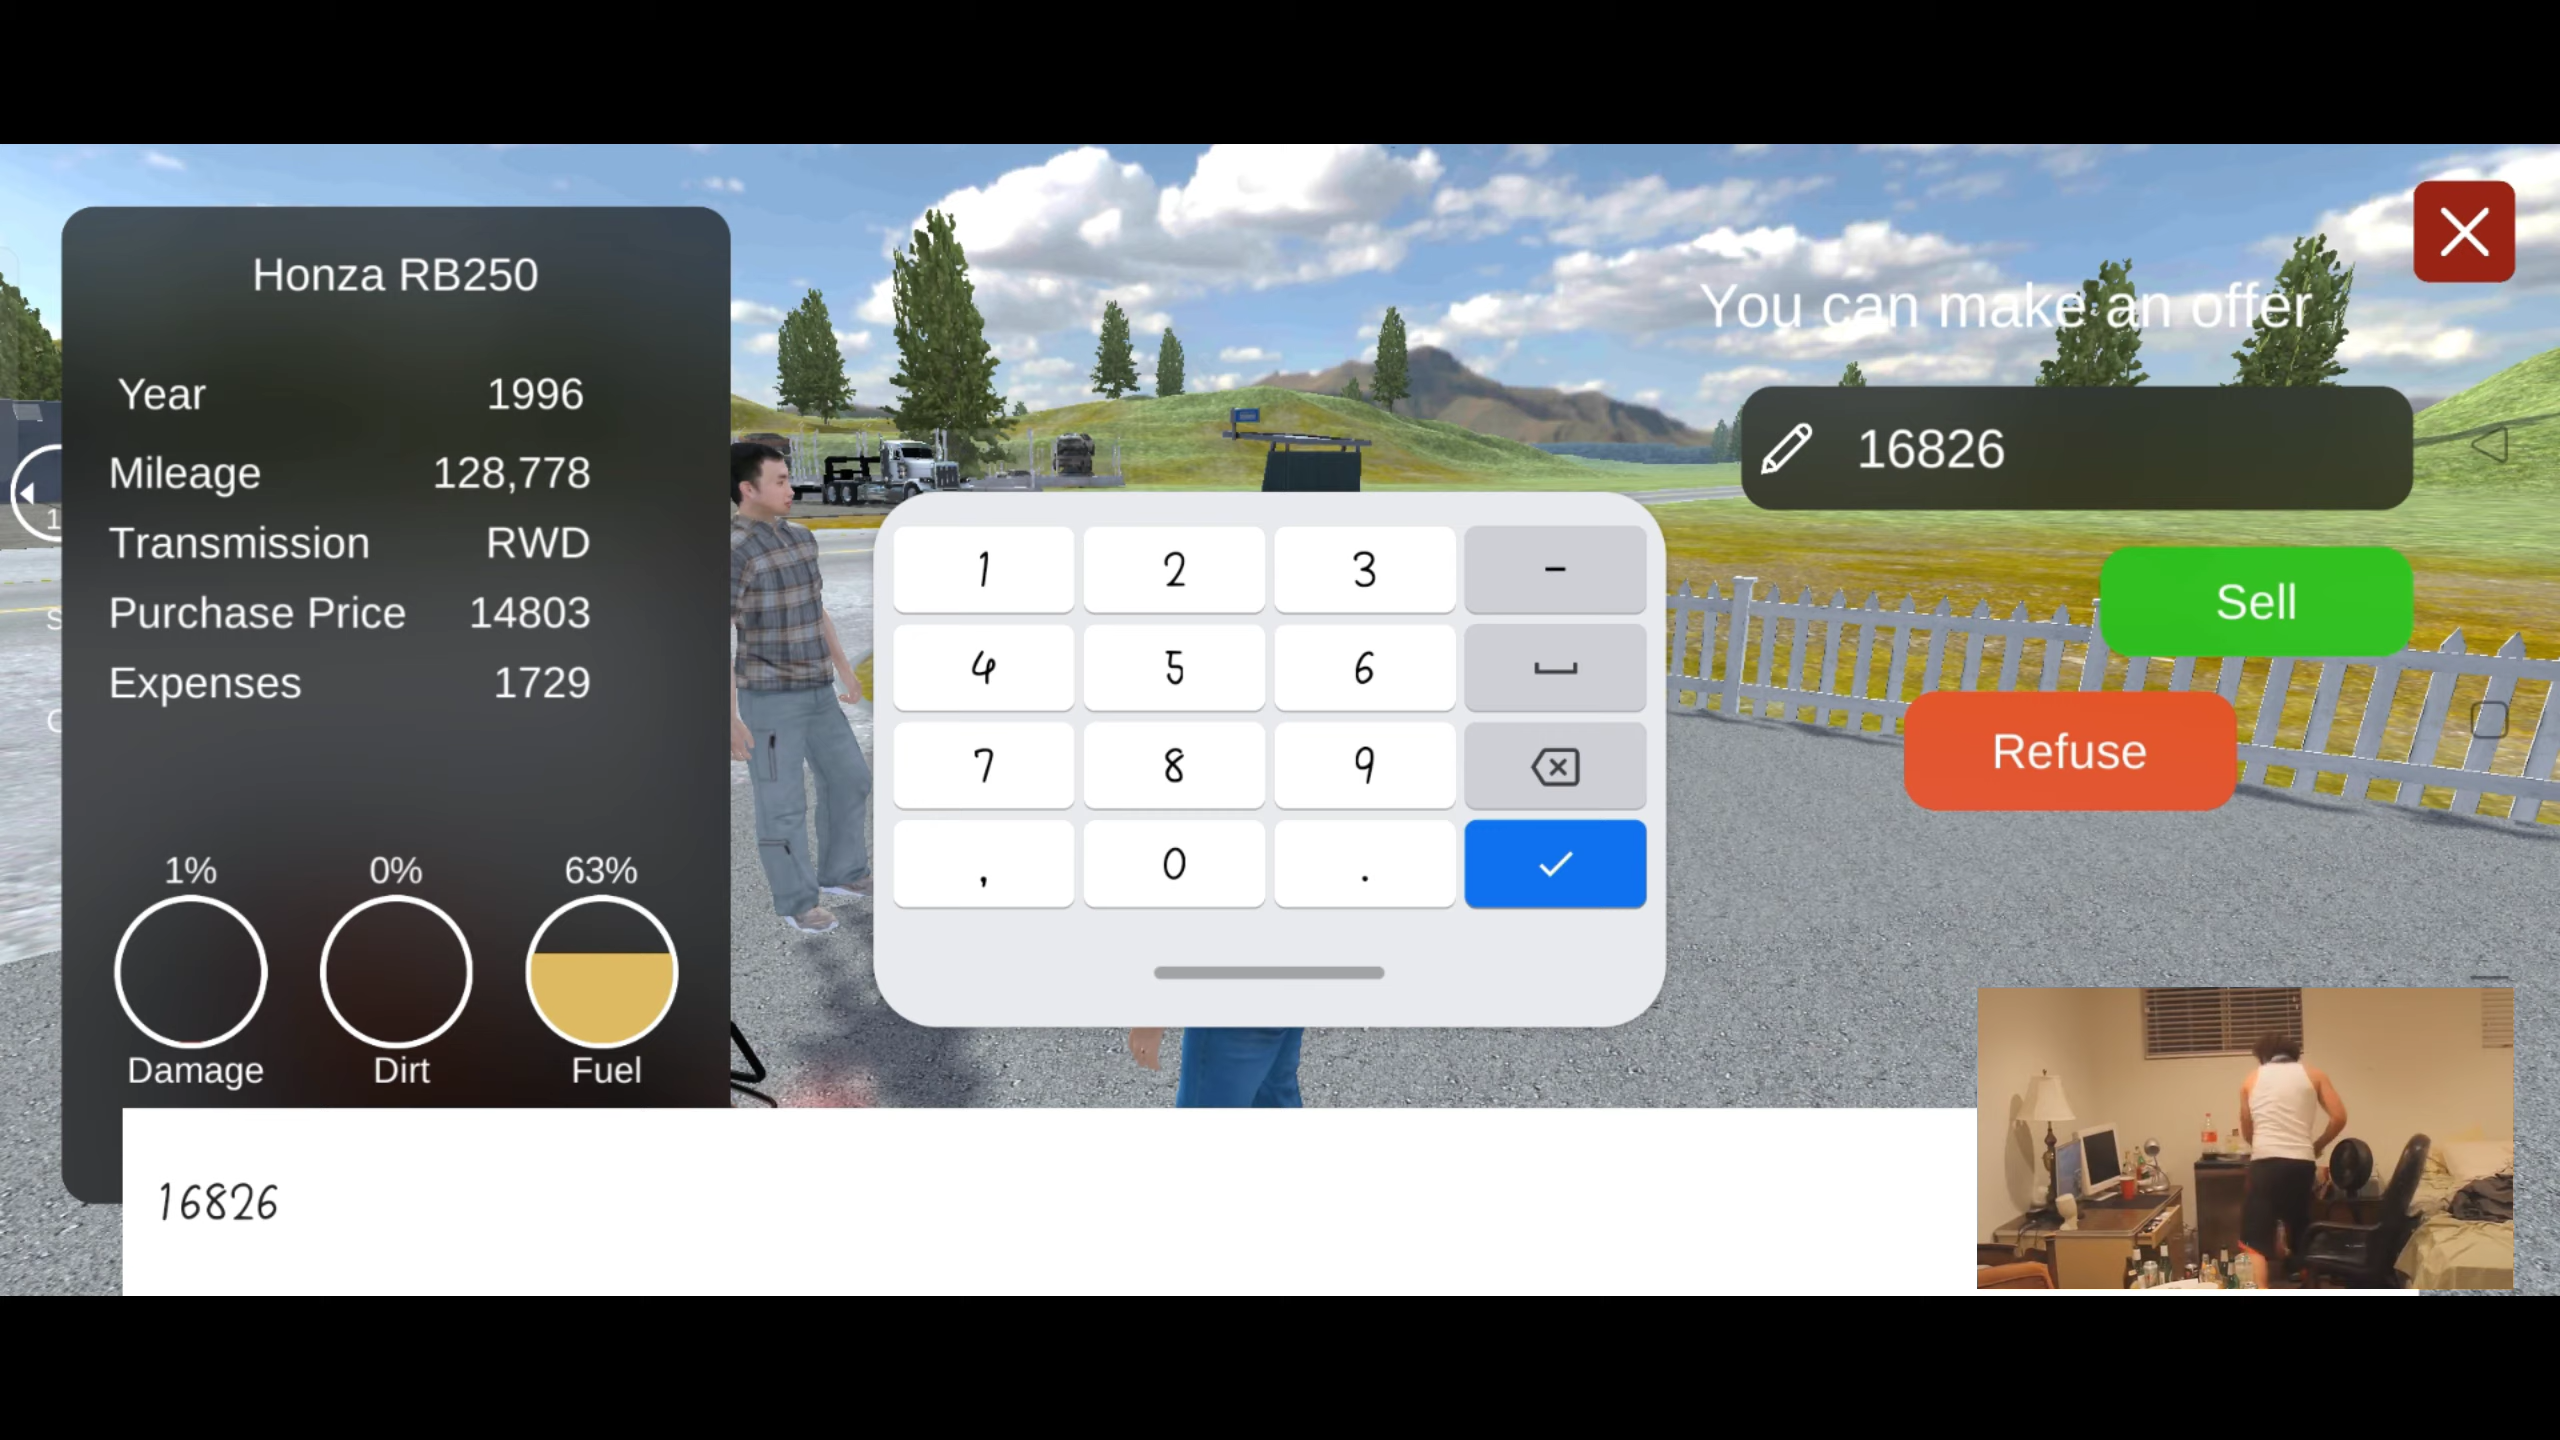 Honza RB250
Year 1996
Mileage 128,778
Transmission RWD
Purchase Price 14803
Expenses 1729
1% 0% 63%
Damage Dirt Fuel
You can make an offer
16826
Sell
Refuse
1 2 3 -
4 5 6
7 8 9
, 0 .
16826